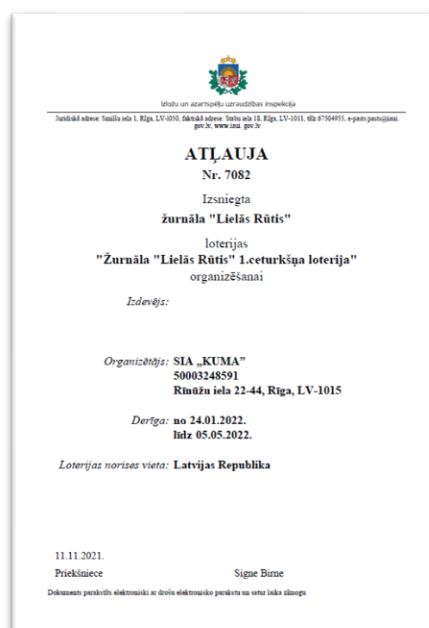 Izložu un azartspēļu uzraudzības inspekcija
Juridiskā adrese: Smilšu iela 1, Rīga, LV-1050, faktiskā adrese: Stabu iela 18, Rīga, LV-1011, tālr. 67504955, e-pasts pasts@iaui.
gov.lv, www.iaui. gov.lv
ATĻAUJA
Nr. 7082
Izsniegta
žurnāla "Lielās Rūtis"
loterijas
"Žurnāla "Lielās Rūtis" 1.ceturkšņa loterija"
organizēšanai
Izdevējs:
Organizētājs: SIA „KUMA”
50003248591
Rīnūžu iela 22-44, Rīga, LV-1015
Derīga: no 24.01.2022.
līdz 05.05.2022.
Loterijas norises vieta: Latvijas Republika
11.11.2021.
Priekšniece Signe Birne
Dokuments parakstīts elektroniski ar drošu elektronisko parakstu un satur laika zīmogu